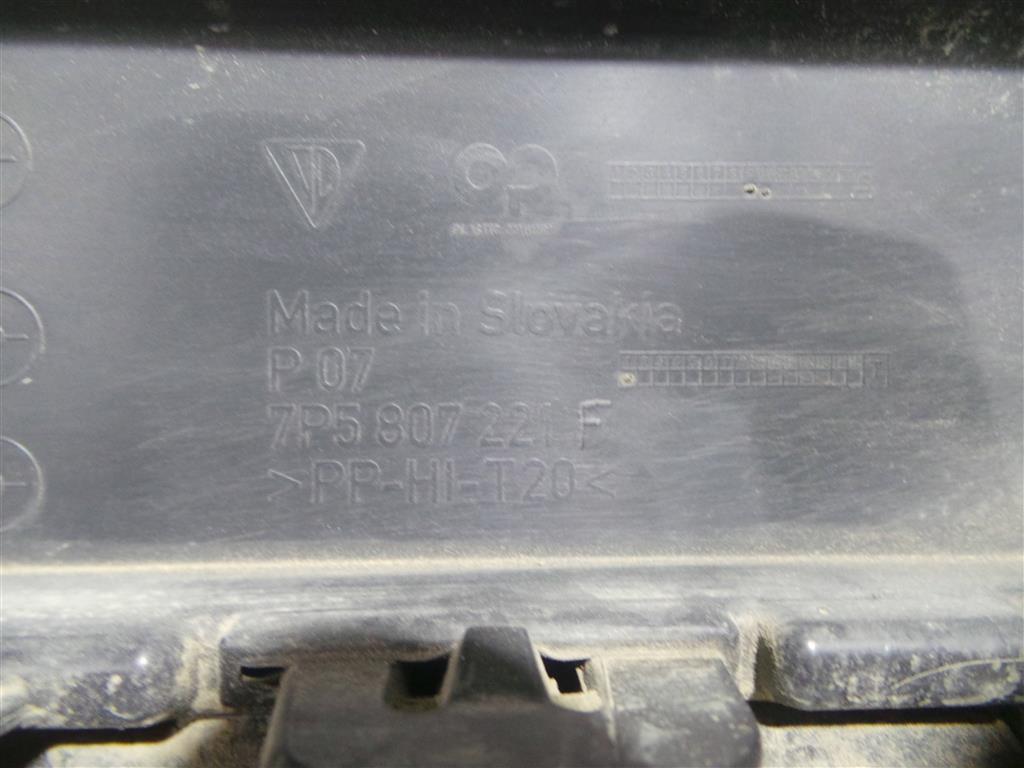 Made in Slovakia
P 07
7P5 807 221 F
>PP-HI-T20<